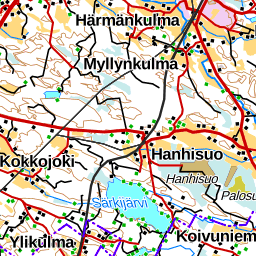 Härmänkulma
Myllynkulma
Kokkojoki
Hanhisuo
Hanhisuo
Palosu
Särkijärvi
Ylikulma
Koivuniem